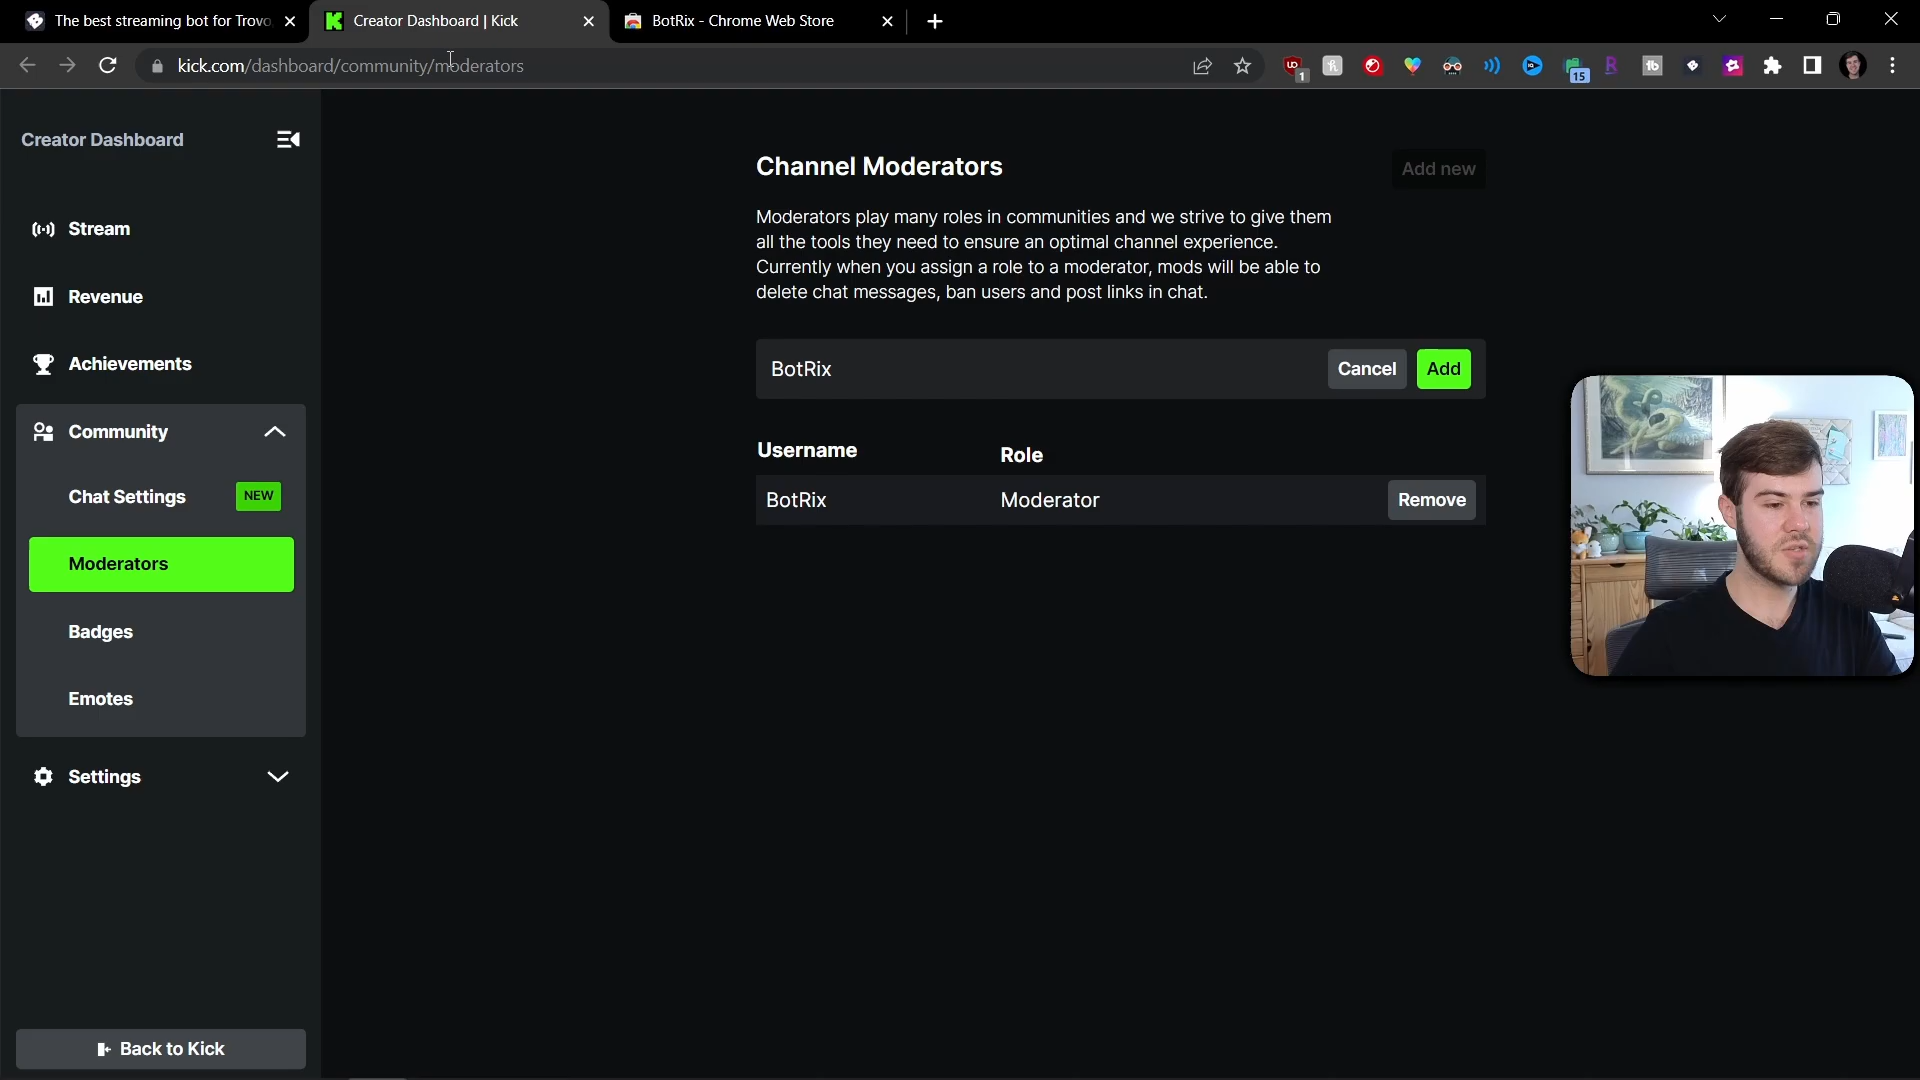 The best streaming bot for Trovo
Creator Dashboard | Kick
BotRix - Chrome Web Store
kick.com/dashboard/community/moderators
1
15
Creator Dashboard
Stream
Revenue
Achievements
Community
Chat Settings
NEW
Moderators
Badges
Emotes
Settings
Back to Kick
Channel Moderators
Add new
Moderators play many roles in communities and we strive to give them
all the tools they need to ensure an optimal channel experience.
Currently when you assign a role to a moderator, mods will be able to
delete chat messages, ban users and post links in chat.
BotRix
Cancel
Add
Username
Role
BotRix
Moderator
Remove